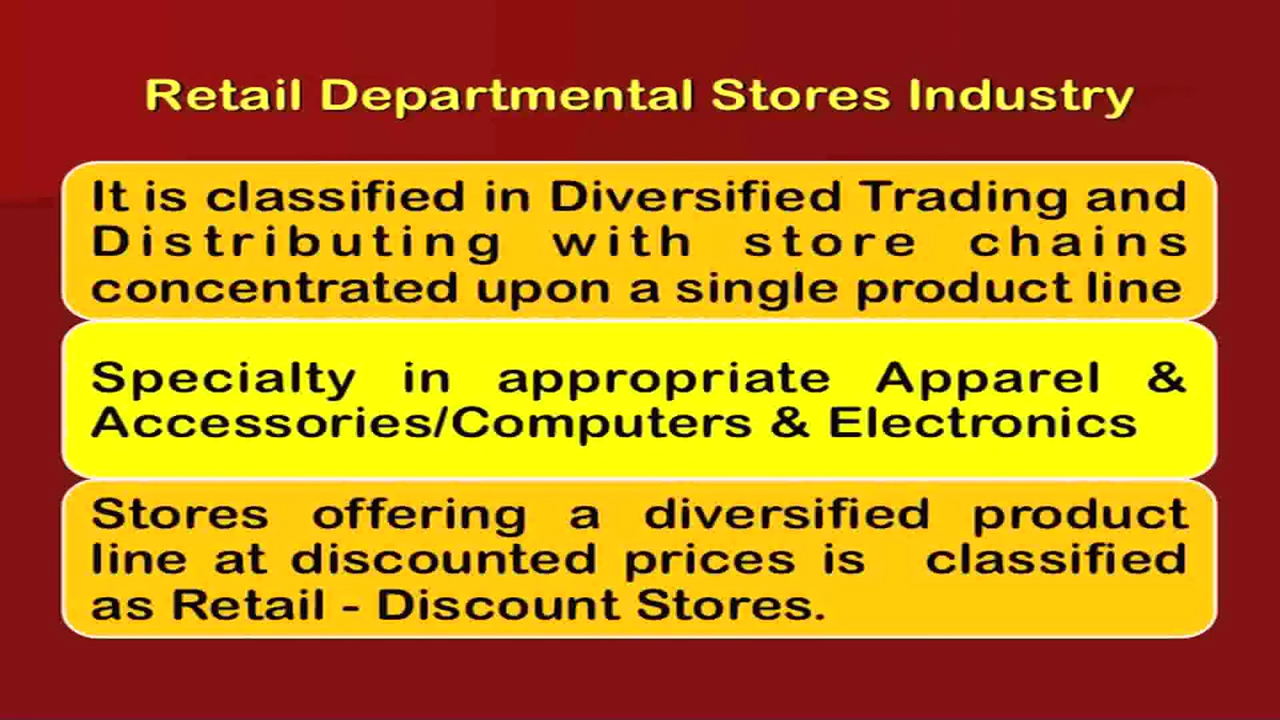 Retail Departmental Stores Industry
It is classified in Diversified Trading and
Distributing with store chains
concentrated upon a single product line
Specialty in appropriate Apparel &
Accessories/Computers & Electronics
Stores offering a diversified product
line at discounted prices is classified
as Retail - Discount Stores.